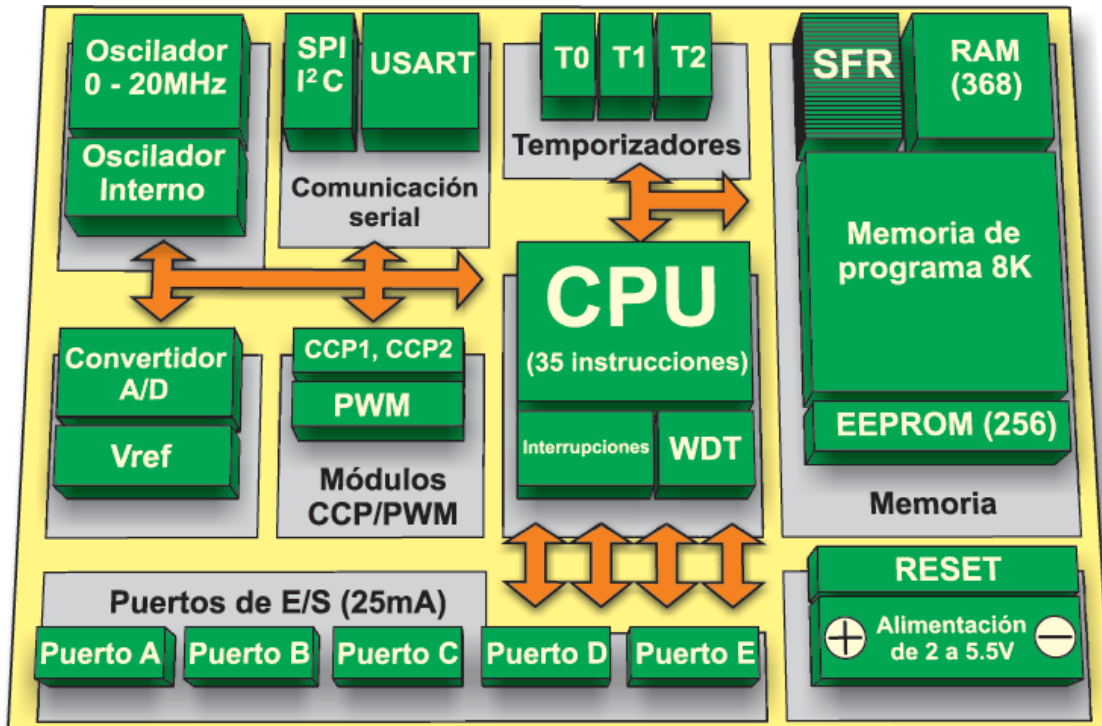 Oscilador
0 - 20MHz
Oscilador
Interno
SPI
I² C
USART
Comunicación
serial
T0
T1
T2
Temporizadores
SFR
RAM
(368)
Memoria de
programa 8K
EEPROM (256)
Memoria
Convertidor
A/D
Vref
CCP1, CCP2
PWM
Módulos
CCP/PWM
CPU
(35 instrucciones)
Interrupciones
WDT
Puertos de E/S (25mA)
Puerto A
Puerto B
Puerto C
Puerto D
Puerto E
RESET
+
Alimentación
de 2 a 5.5V
−